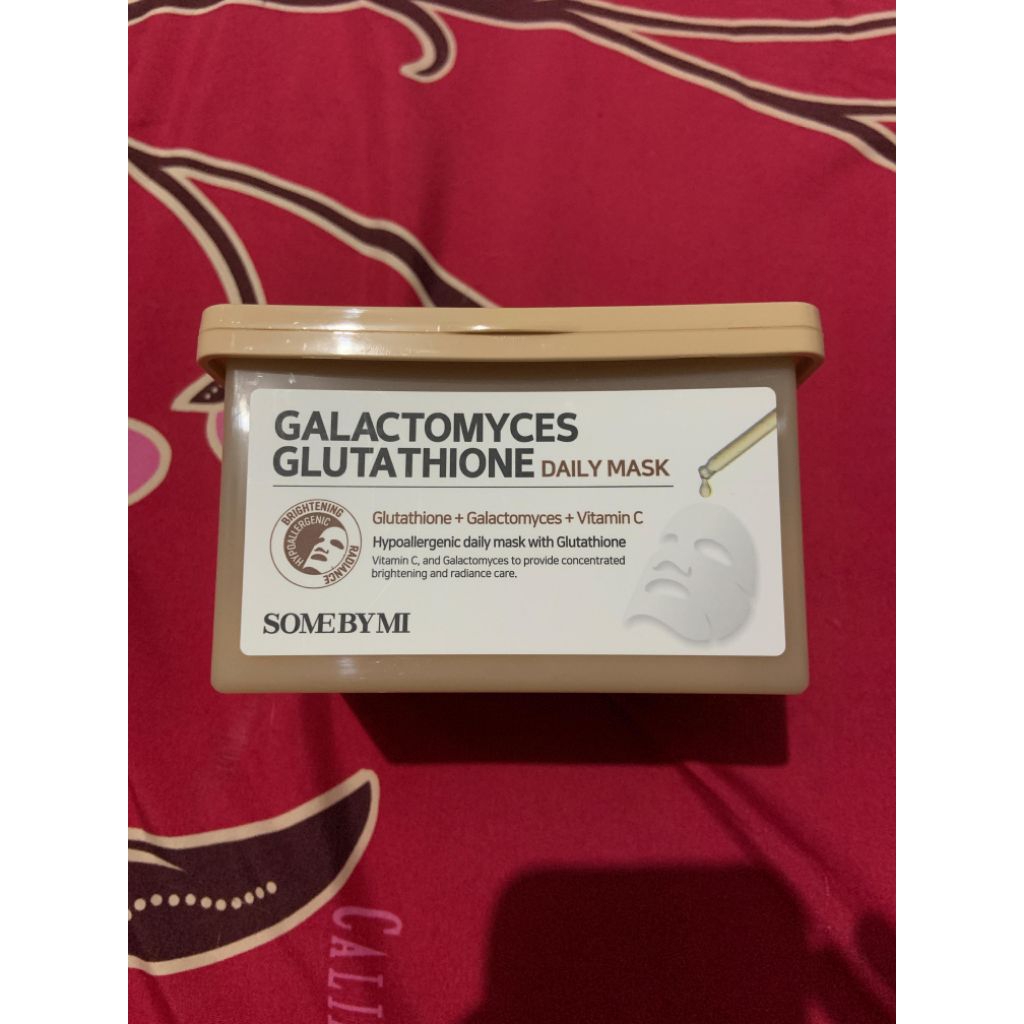 GALACTOMYCES
GLUTATHIONE DAILY MASK
BRIGHTENING
HYPOALLERGENIC
RADIANCE
Glutathione + Galactomyces + Vitamin C
Hypoallergenic daily mask with Glutathione
Vitamin C, and Galactomyces to provide concentrated
brightening and radiance care.
SOME BY MI